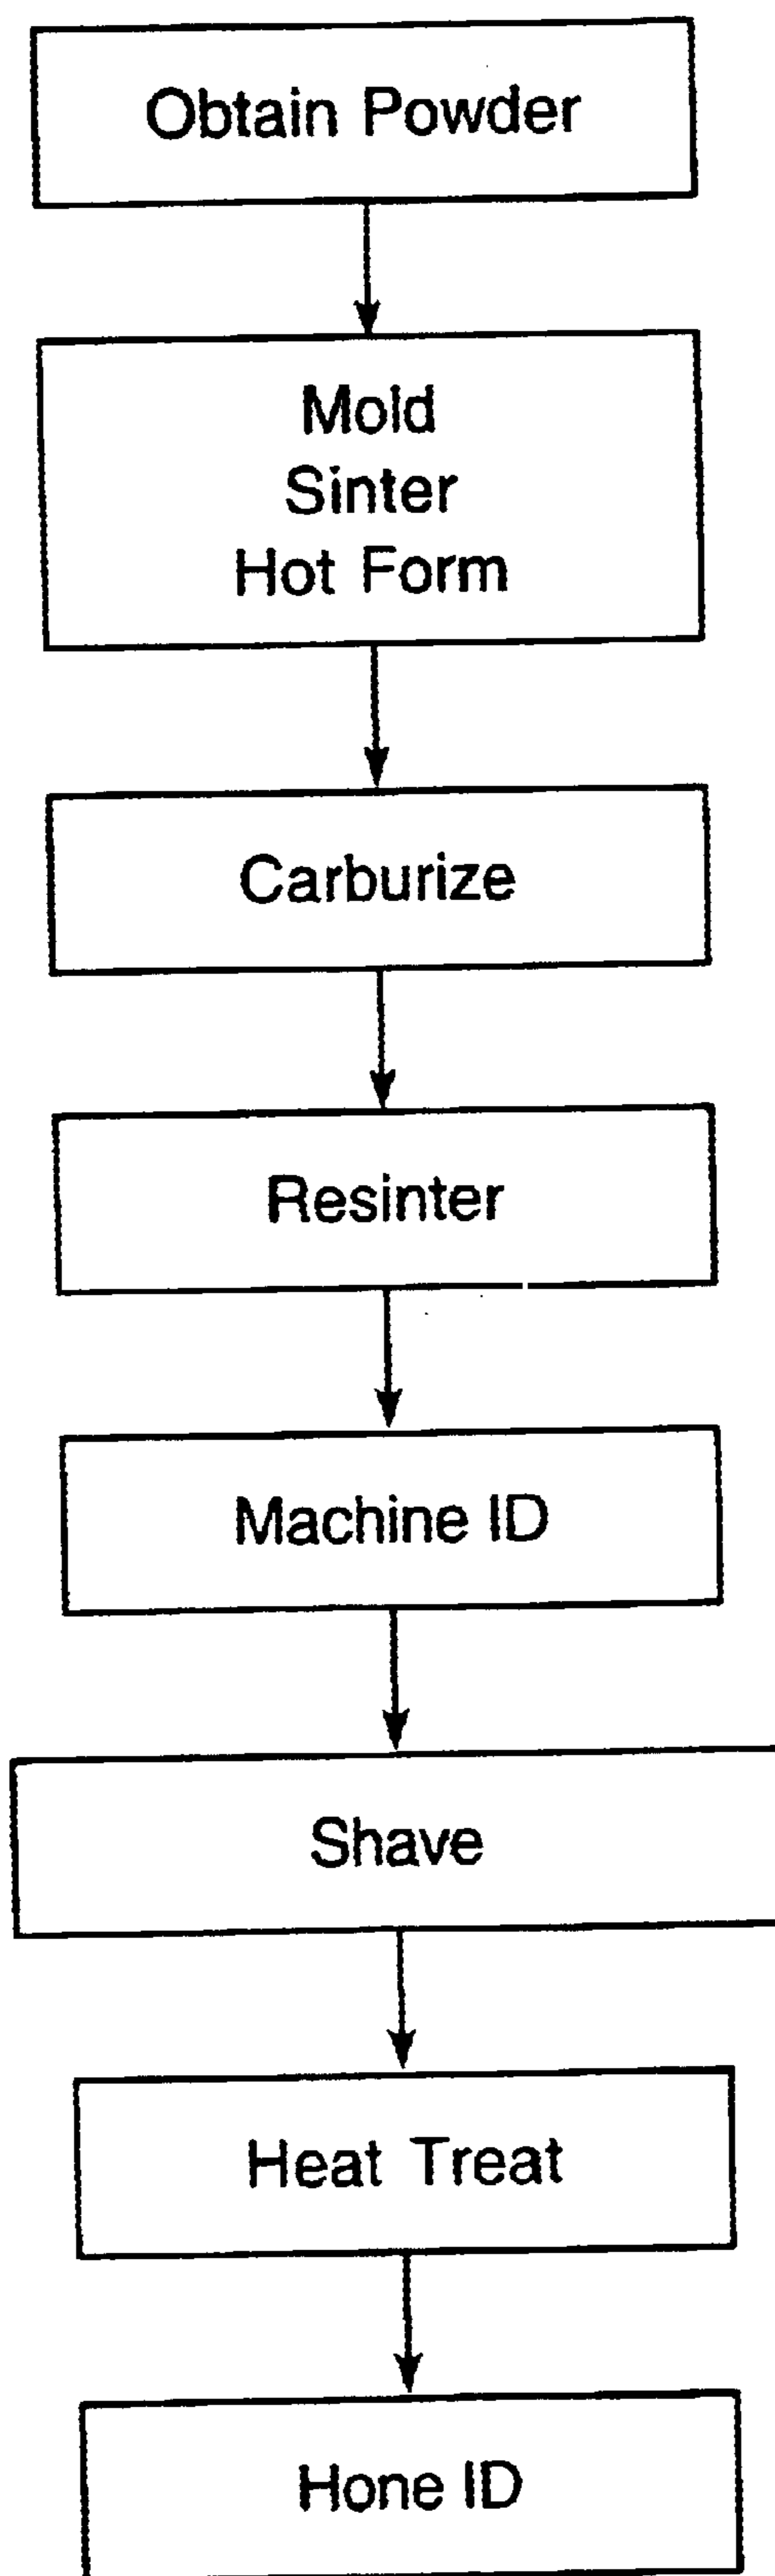 Obtain Powder
Mold
Sinter
Hot Form
Carburize
Resinter
Machine ID
Shave
Heat Treat
Hone ID